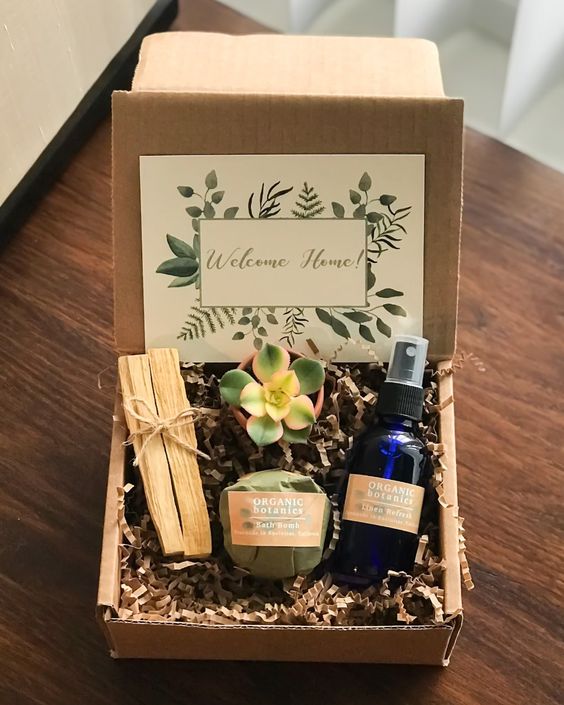 Welcome Home!
ORGANIC
botanics
Bath Bomb
ORGANIC
botanics
Linen Refresh